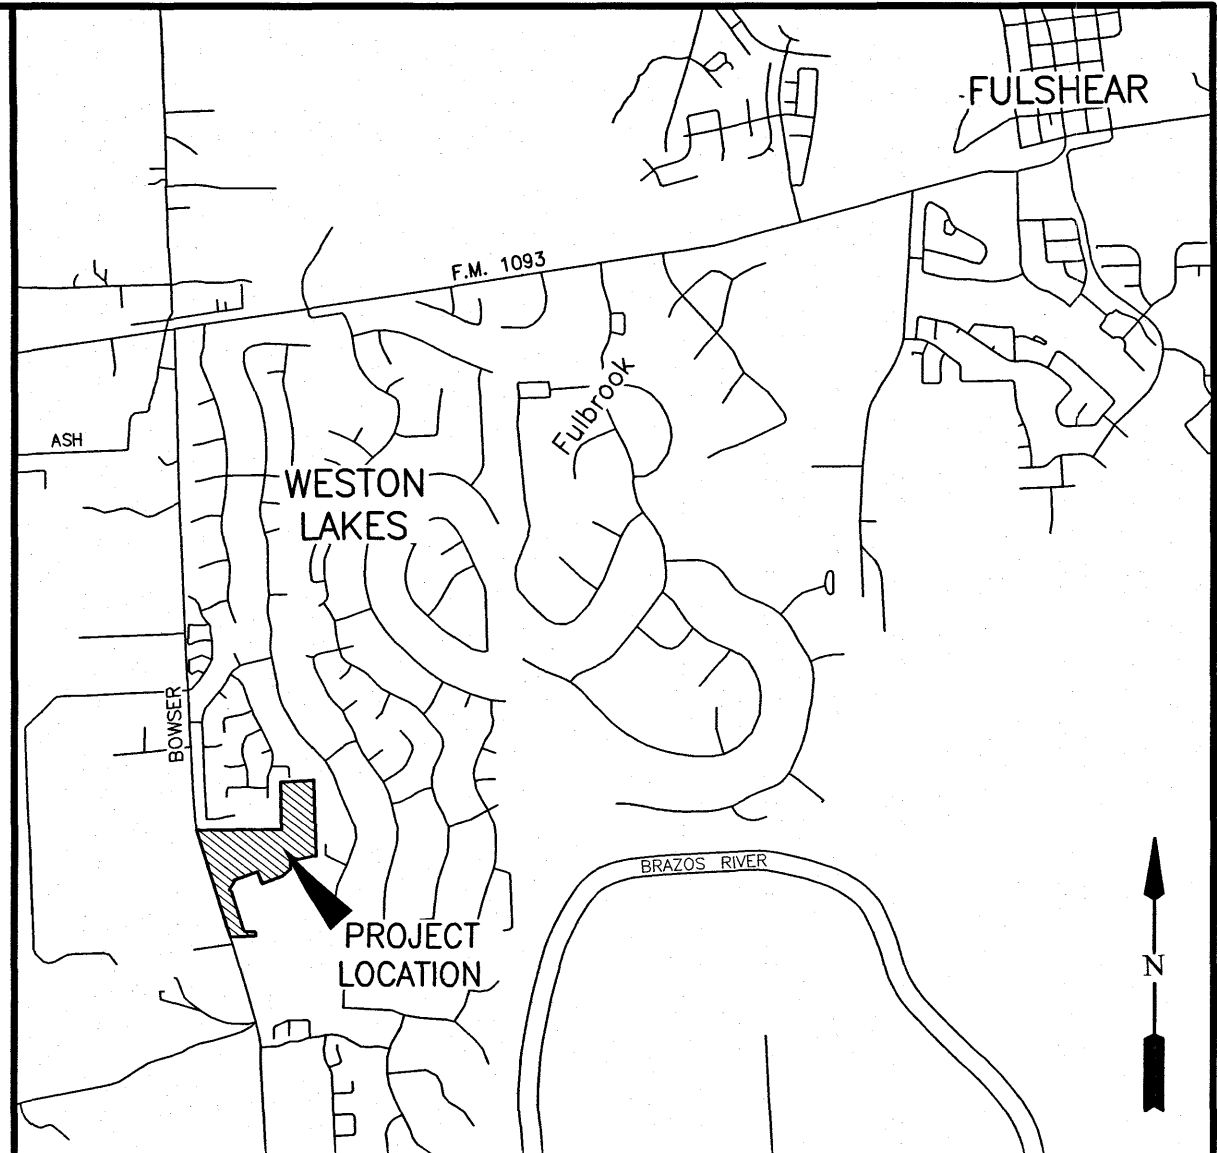 FULSHEAR
F.M. 1093
Fulbrook
ASH
WESTON
LAKES
BOWSER
BRAZOS RIVER
PROJECT
LOCATION
N